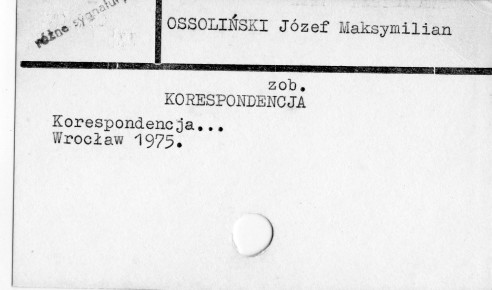 różne sygnatury
OSSOLIŃSKI Józef Maksymilian
zob.
KORESPONDENCJA
Korespondencja...
Wrocław 1975.